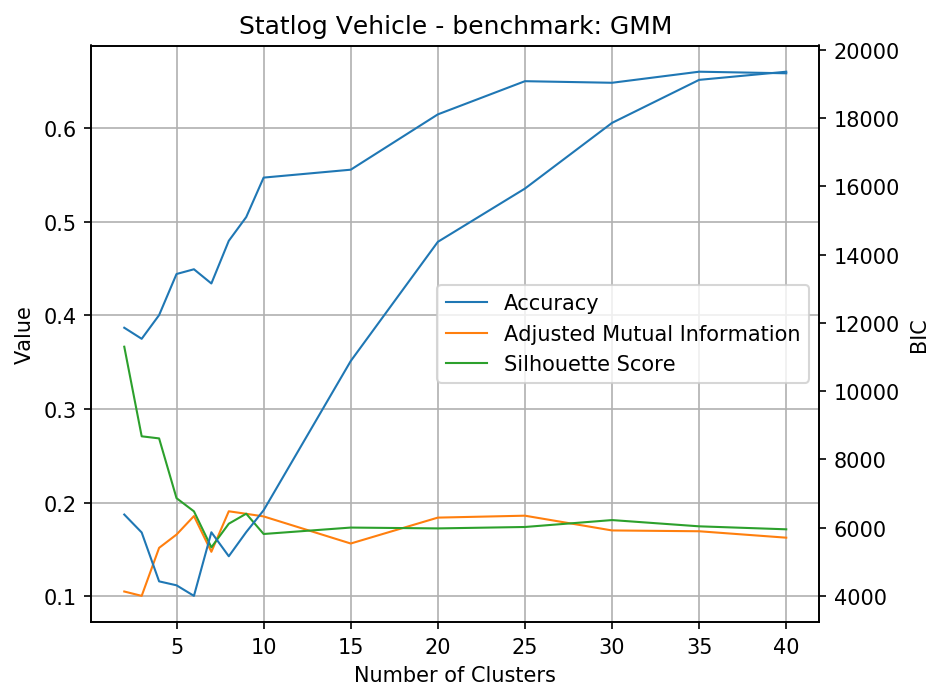 Statlog Vehicle - benchmark: GMM
Value
0.6
0.5
0.4
0.3
0.2
0.1
20000
18000
16000
14000
12000
10000
8000
6000
4000
BIC
Accuracy
Adjusted Mutual Information
Silhouette Score
5 10 15 20 25 30 35 40
Number of Clusters